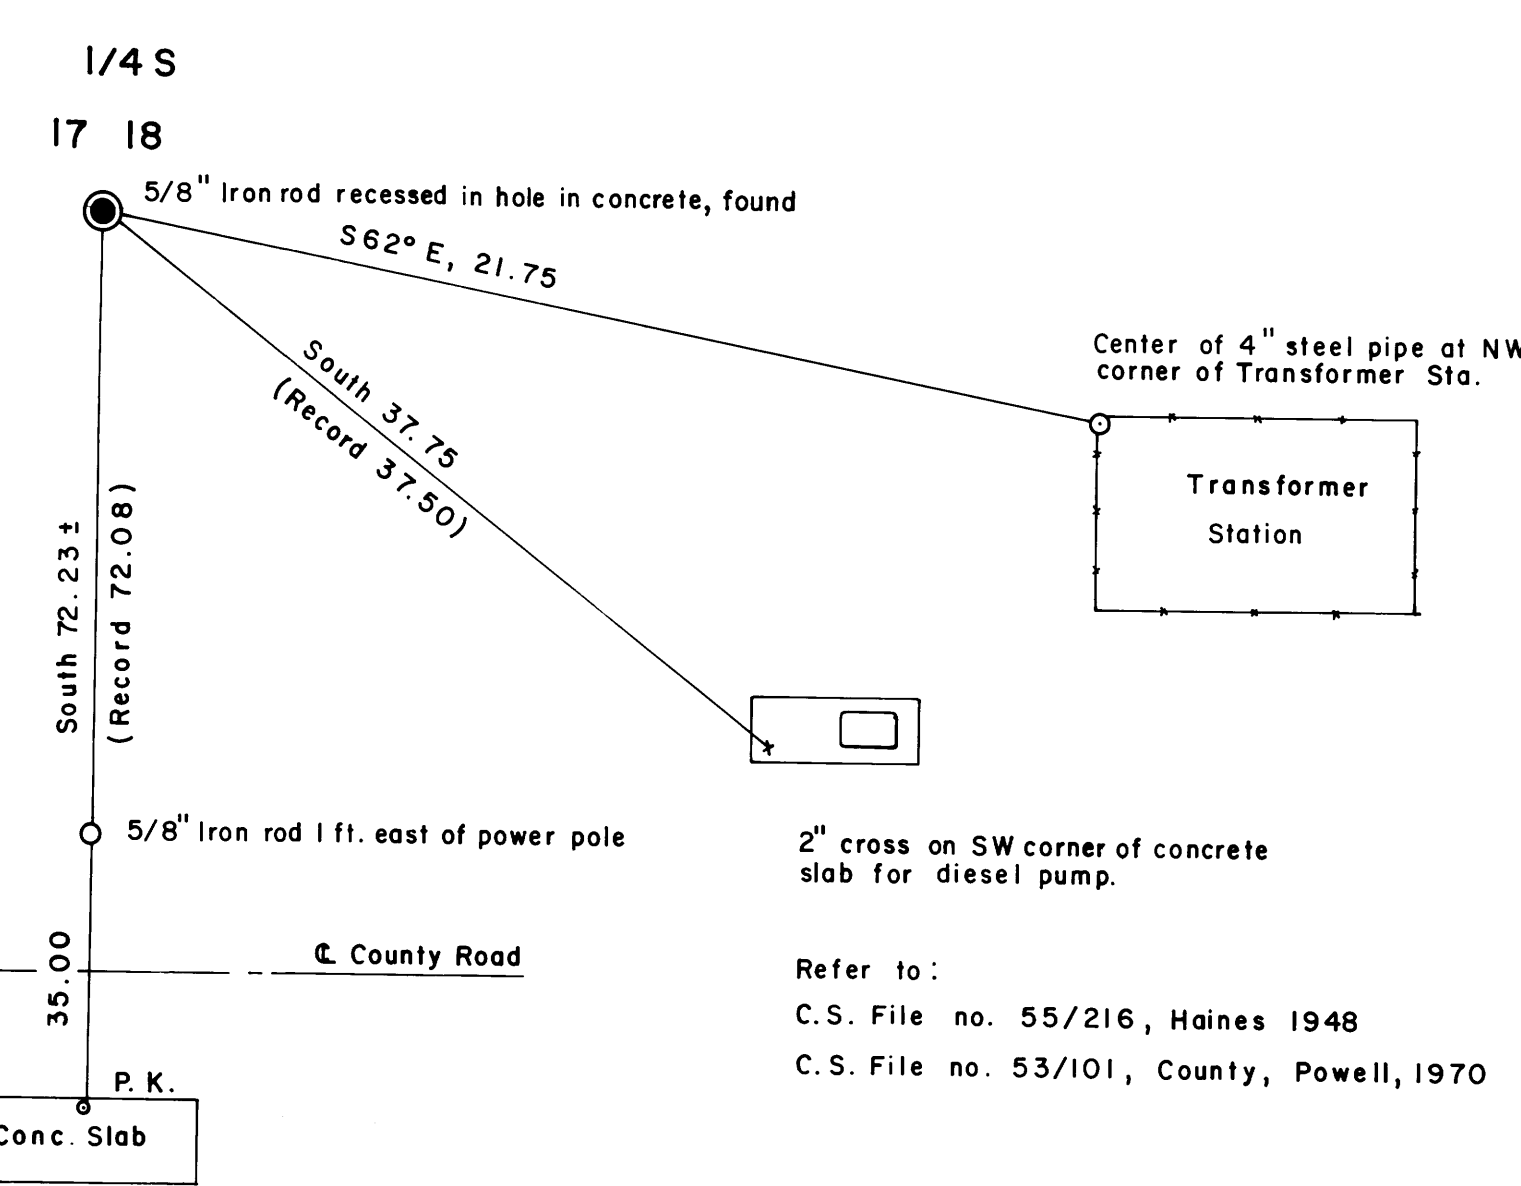 1/4 S
17 18
5/8" Iron rod recessed in hole in concrete, found
S 62° E, 21.75
Center of 4" steel pipe at NW
corner of Transformer Sta.
South 37.75
(Record 37.50)
Transformer
Station
South 72.23 ±
(Record 72.08)
5/8" Iron rod 1 ft. east of power pole
2" cross on SW corner of concrete
slab for diesel pump.
35.00
℄ County Road
Refer to:
C.S. File no. 55/216, Haines 1948
C.S. File no. 53/101, County, Powell, 1970
P. K.
Conc. Slab